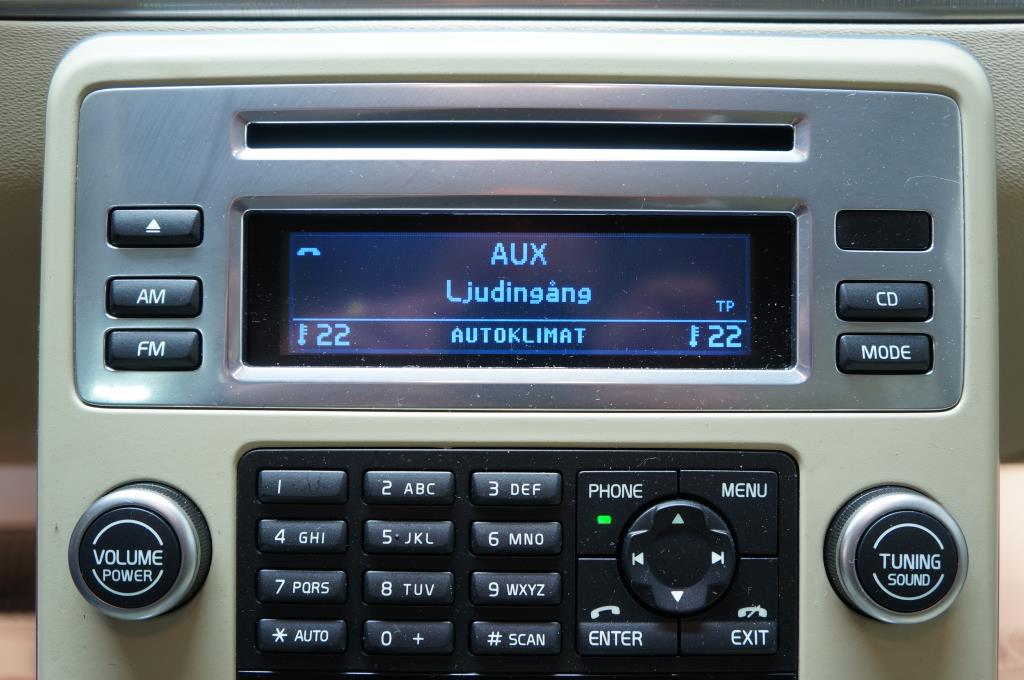 AUX
Ljudingång
TP
22 AUTOKLIMAT 22
AM
FM
CD
MODE
1
2 ABC
3 DEF
4 GHI
5 JKL
6 MNO
7 PQRS
8 TUV
9 WXYZ
* AUTO
0 +
# SCAN
PHONE
MENU
ENTER
EXIT
VOLUME
POWER
TUNING
SOUND